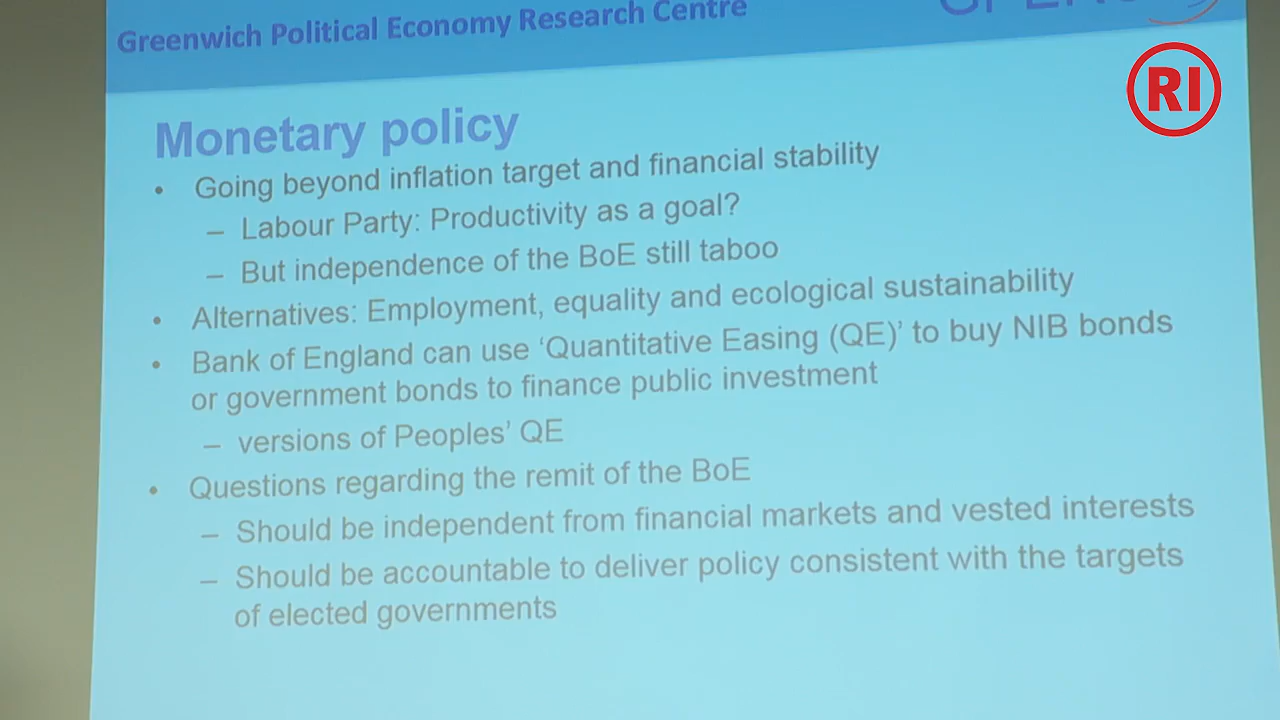 Greenwich Political Economy Research Centre
RI
Monetary policy
• Going beyond inflation target and financial stability
– Labour Party: Productivity as a goal?
– But independence of the BoE still taboo
• Alternatives: Employment, equality and ecological sustainability
• Bank of England can use ‘Quantitative Easing (QE)’ to buy NIB bonds
or government bonds to finance public investment
– versions of Peoples’ QE
• Questions regarding the remit of the BoE
– Should be independent from financial markets and vested interests
– Should be accountable to deliver policy consistent with the targets
of elected governments